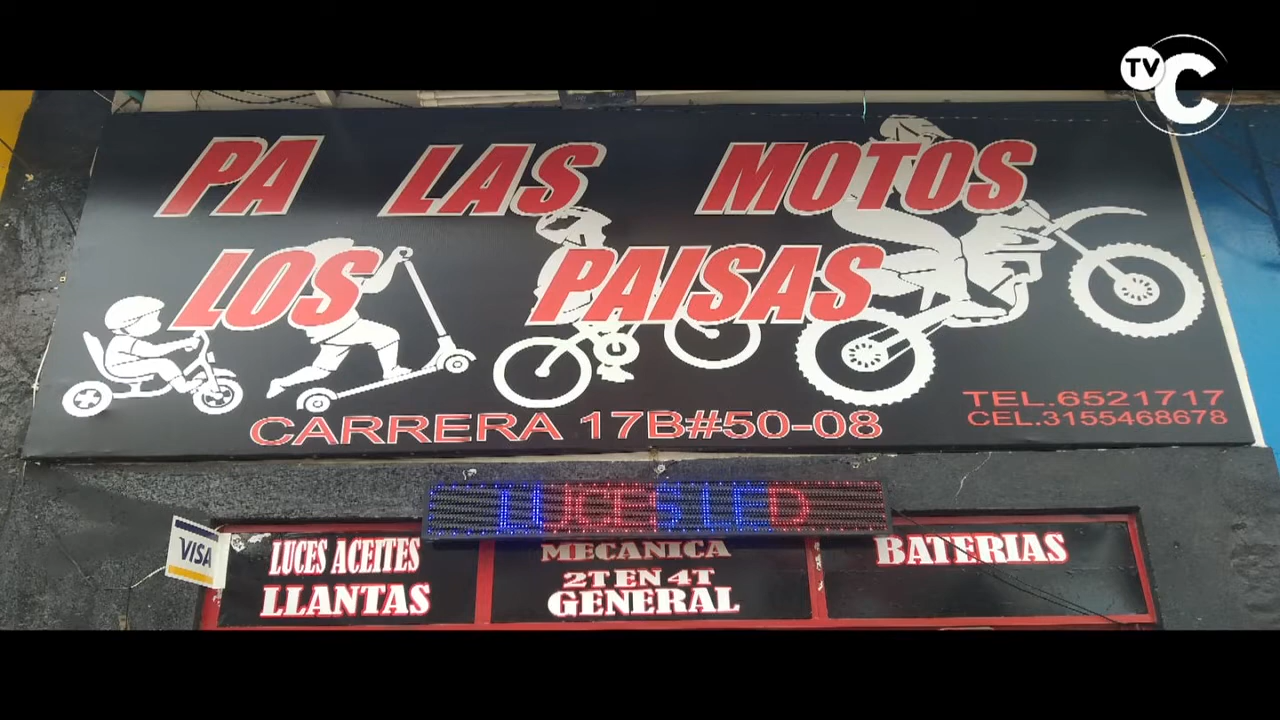 TV C
PA LAS MOTOS
LOS PAISAS
CARRERA 17B#50-08
TEL.6521717
CEL.3155468678
LUCES LED
VISA
LUCES ACEITES
LLANTAS
MECANICA
2T EN 4T
GENERAL
BATERIAS